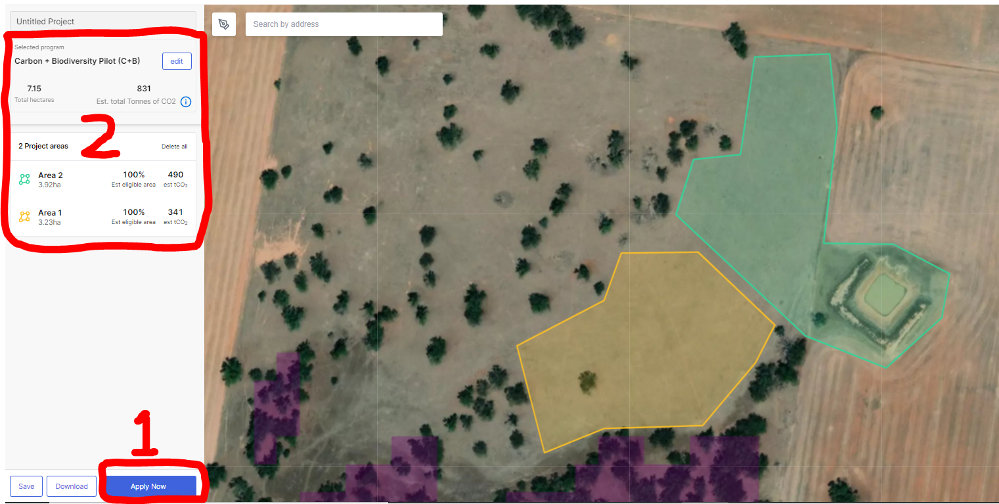 Untitled Project
Search by address
Selected program
Carbon + Biodiversity Pilot (C+B)
edit
7.15
831
Total hectares
Est. total Tonnes of CO2
i
2
2 Project areas
Delete all
Area 2
100%
490
3.92ha
Est eligible area
est tCO₂
Area 1
100%
341
3.23ha
Est eligible area
est tCO₂
1
Save
Download
Apply Now